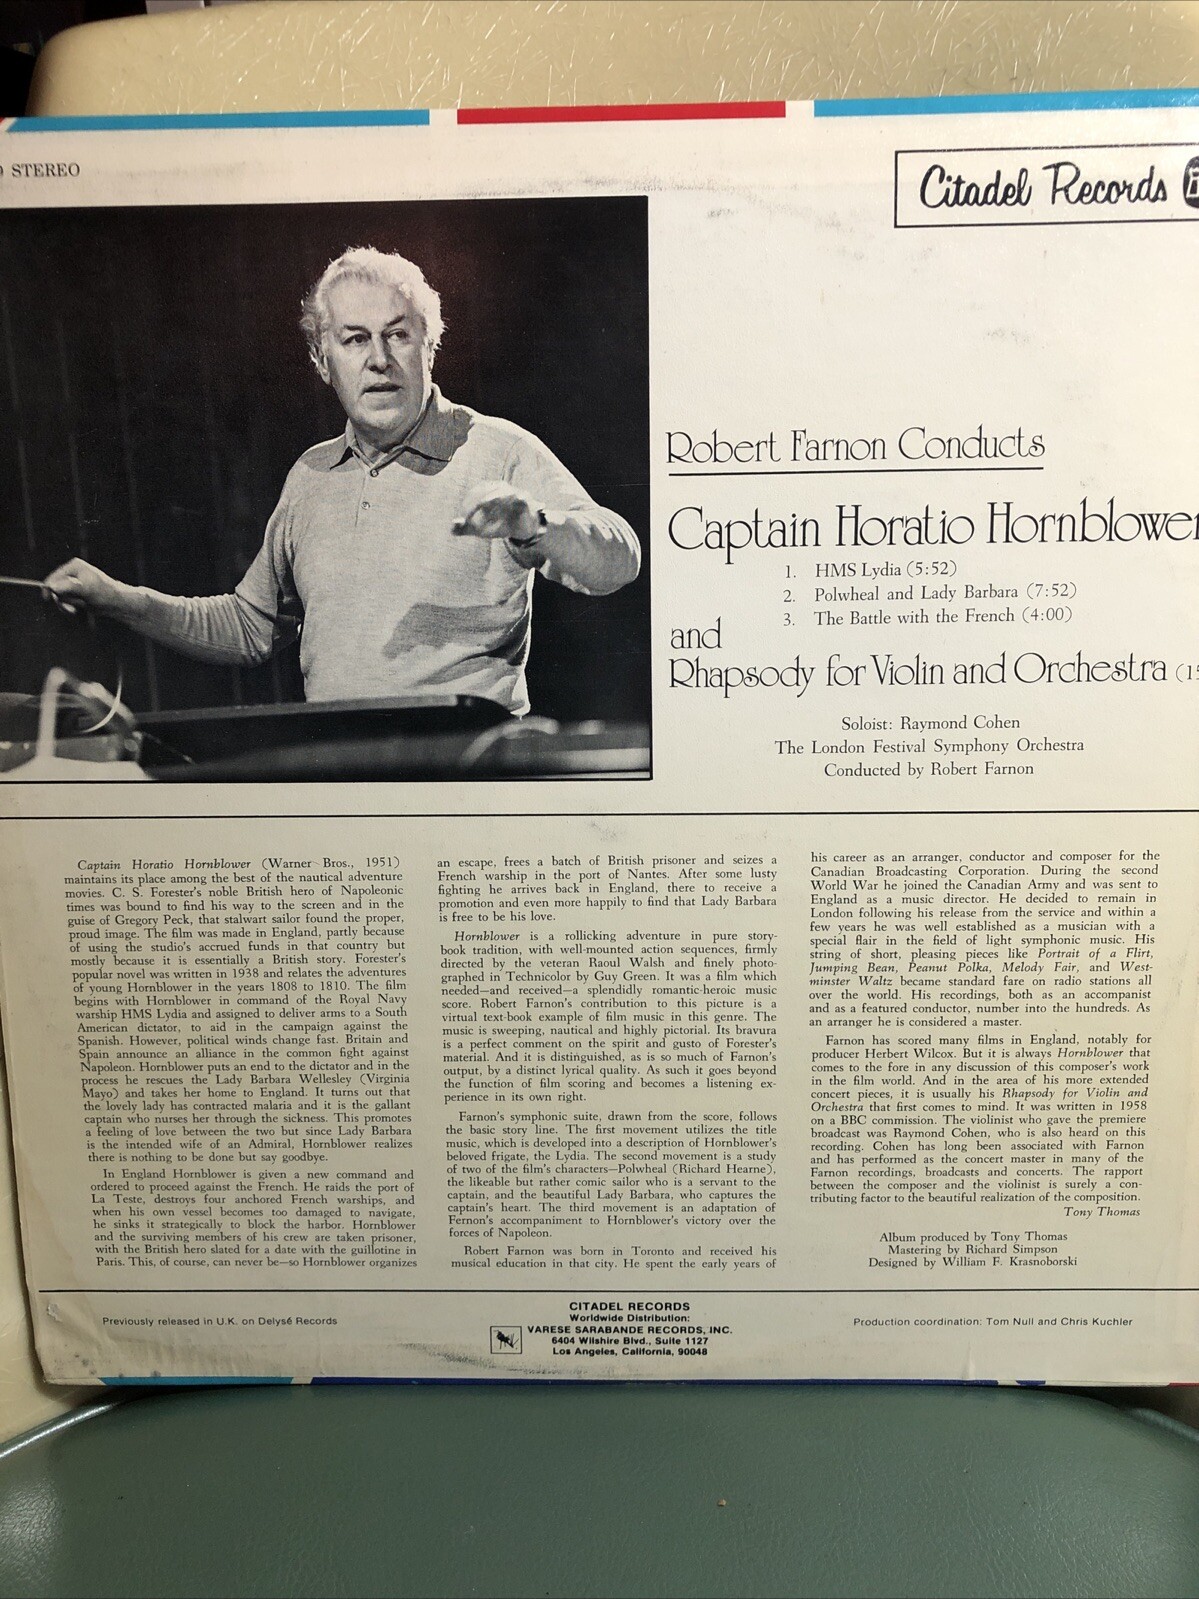 STEREO
Citadel Records
Robert Farnon Conducts
Captain Horatio Hornblower
1. HMS Lydia (5:52)
2. Polwheal and Lady Barbara (7:52)
3. The Battle with the French (4:00)
and
Rhapsody for Violin and Orchestra
Soloist: Raymond Cohen
The London Festival Symphony Orchestra
Conducted by Robert Farnon
Captain Horatio Hornblower (Warner Bros., 1951)
maintains its place among the best of the nautical adventure
movies. C. S. Forester's noble British hero of Napoleonic
times was bound to find his way to the screen and in the
guise of Gregory Peck, that stalwart sailor found the proper,
proud image. The film was made in England, partly because
of using the studio's accrued funds in that country but
mostly because it is essentially a British story. Forester's
popular novel was written in 1938 and relates the adventures
of young Hornblower in the years 1808 to 1810. The film
begins with Hornblower in command of the Royal Navy
warship HMS Lydia and assigned to deliver arms to a South
American dictator, to aid in the campaign against the
Spanish. However, political winds change fast. Britain and
Spain announce an alliance in the common fight against
Napoleon. Hornblower puts an end to the dictator and in the
process he rescues the Lady Barbara Wellesley (Virginia
Mayo) and takes her home to England. It turns out that
the lovely lady has contracted malaria and it is the gallant
captain who nurses her through the sickness. This promotes
a feeling of love between the two but since Lady Barbara
is the intended wife of an Admiral, Hornblower realizes
there is nothing to be done but say goodbye.
In England Hornblower is given a new command and
ordered to proceed against the French. He raids the port of
La Teste, destroys four anchored French warships, and
when his own vessel becomes too damaged to navigate,
he sinks it strategically to block the harbor. Hornblower
and the surviving members of his crew are taken prisoner,
with the British hero slated for a date with the guillotine in
Paris. This, of course, can never be—so Hornblower organizes
an escape, frees a batch of British prisoner and seizes a
French warship in the port of Nantes. After some lusty
fighting he arrives back in England, there to receive a
promotion and even more happily to find that Lady Barbara
is free to be his love.
Hornblower is a rollicking adventure in pure story-
book tradition, with well-mounted action sequences, firmly
directed by the veteran Raoul Walsh and finely photo-
graphed in Technicolor by Guy Green. It was a film which
needed—and received—a splendidly romantic-heroic music
score. Robert Farnon's contribution to this picture is a
virtual text-book example of film music in this genre. The
music is sweeping, nautical and highly pictorial. Its bravura
is a perfect comment on the spirit and gusto of Forester's
material. And it is distinguished, as is so much of Farnon's
output, by a distinct lyrical quality. As such it goes beyond
the function of film scoring and becomes a listening ex-
perience in its own right.
Farnon's symphonic suite, drawn from the score, follows
the basic story line. The first movement utilizes the title
music, which is developed into a description of Hornblower's
beloved frigate, the Lydia. The second movement is a study
of two of the film's characters—Polwheal (Richard Hearne),
the likeable but rather comic sailor who is a servant to the
captain, and the beautiful Lady Barbara, who captures the
captain's heart. The third movement is an adaptation of
Fernon's accompaniment to Hornblower's victory over the
forces of Napoleon.
Robert Farnon was born in Toronto and received his
musical education in that city. He spent the early years of
his career as an arranger, conductor and composer for the
Canadian Broadcasting Corporation. During the second
World War he joined the Canadian Army and was sent to
England as a music director. He decided to remain in
London following his release from the service and within a
few years he was well established as a musician with a
special flair in the field of light symphonic music. His
string of short, pleasing pieces like Portrait of a Flirt,
Jumping Bean, Peanut Polka, Melody Fair, and West-
minster Waltz became standard fare on radio stations all
over the world. His recordings, both as an accompanist
and as a featured conductor, number into the hundreds. As
an arranger he is considered a master.
Farnon has scored many films in England, notably for
producer Herbert Wilcox. But it is always Hornblower that
comes to the fore in any discussion of this composer's work
in the film world. And in the area of his more extended
concert pieces, it is usually his Rhapsody for Violin and
Orchestra that first comes to mind. It was written in 1958
on a BBC commission. The violinist who gave the premiere
broadcast was Raymond Cohen, who is also heard on this
recording. Cohen has long been associated with Farnon
and has performed as the concert master in many of the
Farnon recordings, broadcasts and concerts. The rapport
between the composer and the violinist is surely a con-
tributing factor to the beautiful realization of the composition.
Tony Thomas
Album produced by Tony Thomas
Mastering by Richard Simpson
Designed by William F. Krasnoborski
Previously released in U.K. on Delysé Records
CITADEL RECORDS
Worldwide Distribution:
VARESE SARABANDE RECORDS, INC.
6404 Wilshire Blvd., Suite 1127
Los Angeles, California, 90048
Production coordination: Tom Null and Chris Kuchler